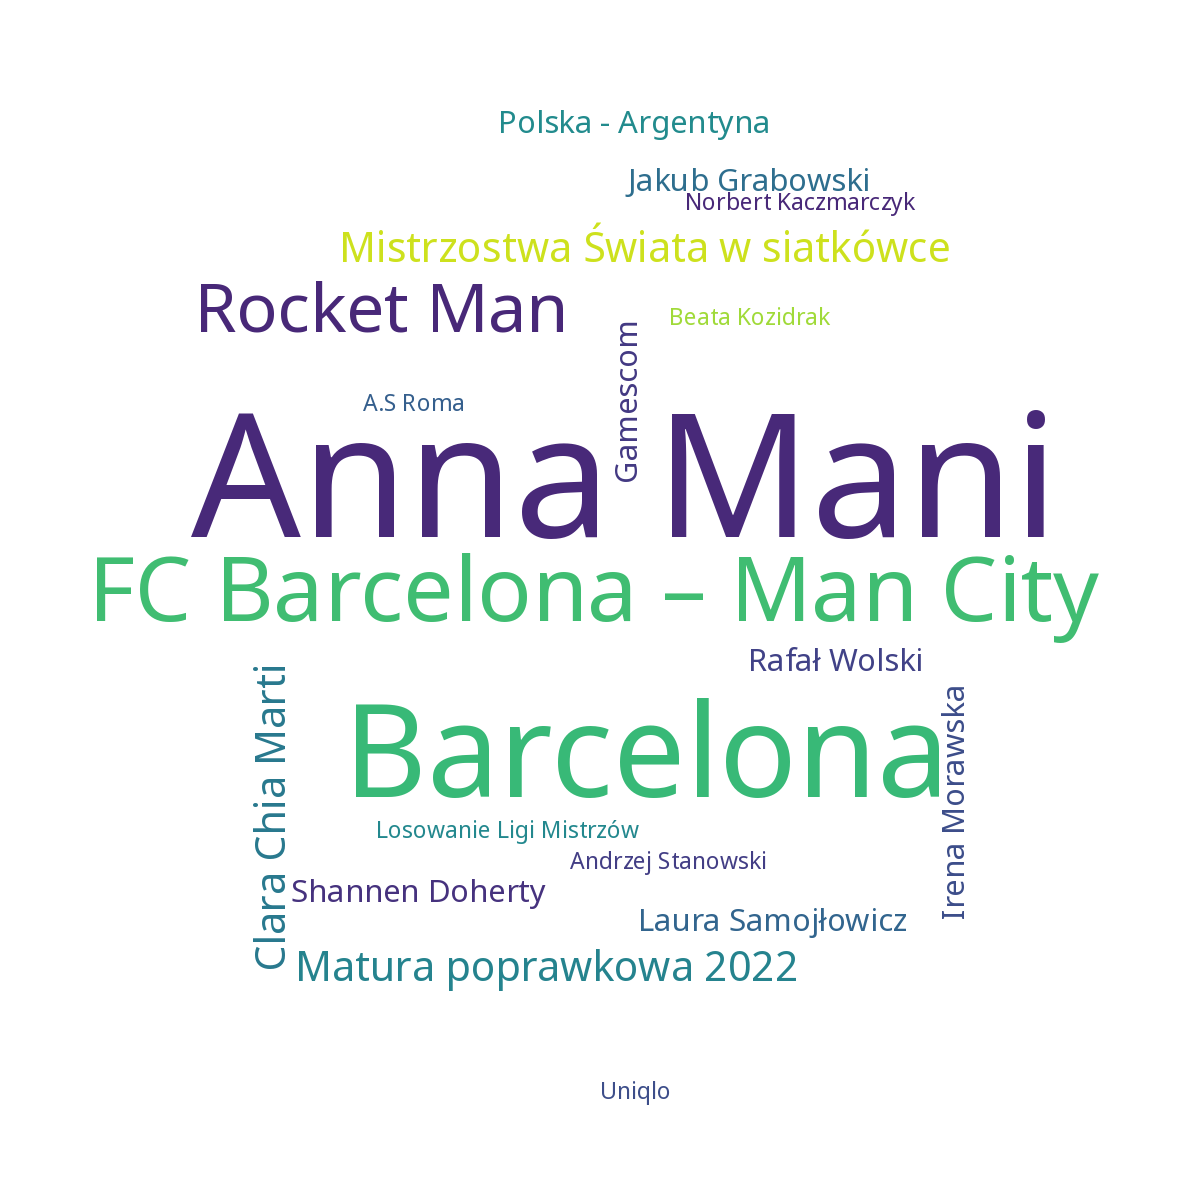 Polska - Argentyna
Jakub Grabowski
Norbert Kaczmarczyk
Mistrzostwa Świata w siatkówce
Rocket Man
Beata Kozidrak
Gamescom
A.S Roma
Anna Mani
FC Barcelona – Man City
Rafał Wolski
Clara Chia Marti
Barcelona
Irena Morawska
Losowanie Ligi Mistrzów
Andrzej Stanowski
Shannen Doherty
Laura Samojłowicz
Matura poprawkowa 2022
Uniqlo